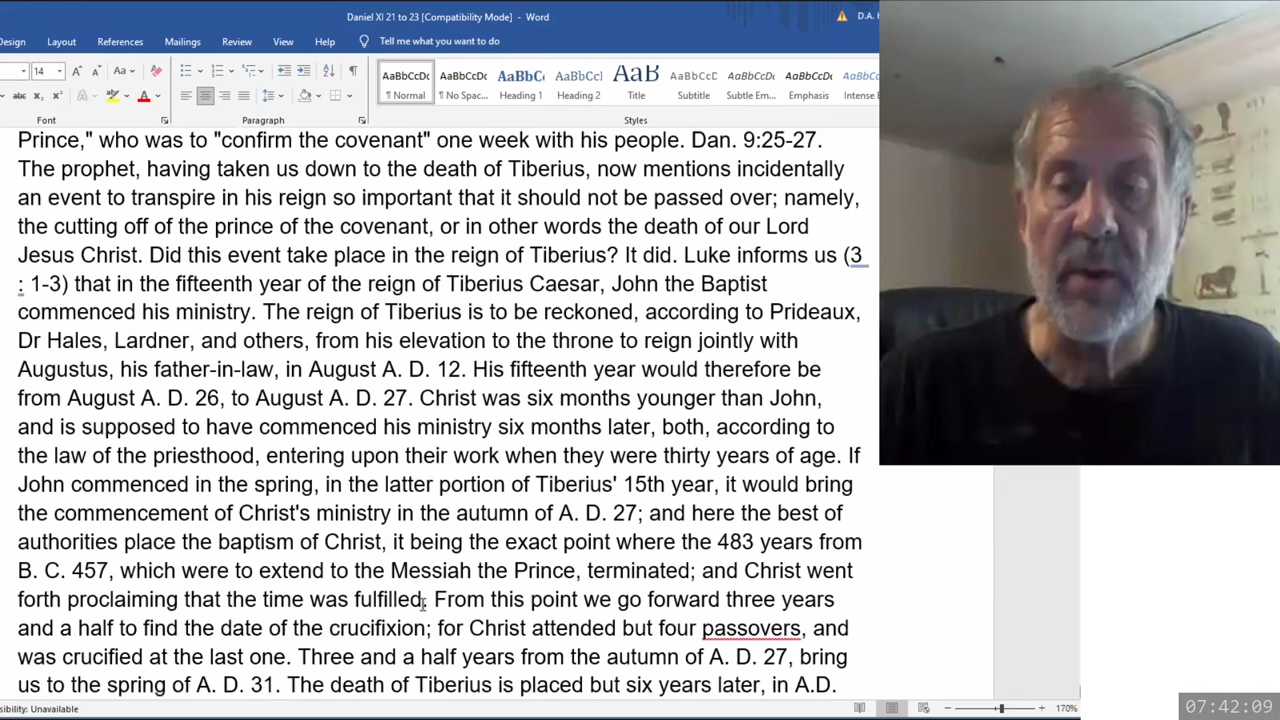 Daniel XI 21 to 23 [Compatibility Mode] - Word
D.A.
Design Layout References Mailings Review View Help Tell me what you want to do
14 Aa
abc x₂ x² A A
AaBbCcDc AaBbCcDc AaBbCc AaBbCcC AaB AaBbCcC AaBbCcDc AaBbCcDc AaBbCcDc
¶ Normal ¶ No Spac... Heading 1 Heading 2 Title Subtitle Subtle Em... Emphasis Intense E
Font Paragraph Styles
Prince," who was to "confirm the covenant" one week with his people. Dan. 9:25-27.
The prophet, having taken us down to the death of Tiberius, now mentions incidentally
an event to transpire in his reign so important that it should not be passed over; namely,
the cutting off of the prince of the covenant, or in other words the death of our Lord
Jesus Christ. Did this event take place in the reign of Tiberius? It did. Luke informs us (3
: 1-3) that in the fifteenth year of the reign of Tiberius Caesar, John the Baptist
commenced his ministry. The reign of Tiberius is to be reckoned, according to Prideaux,
Dr Hales, Lardner, and others, from his elevation to the throne to reign jointly with
Augustus, his father-in-law, in August A. D. 12. His fifteenth year would therefore be
from August A. D. 26, to August A. D. 27. Christ was six months younger than John,
and is supposed to have commenced his ministry six months later, both, according to
the law of the priesthood, entering upon their work when they were thirty years of age. If
John commenced in the spring, in the latter portion of Tiberius' 15th year, it would bring
the commencement of Christ's ministry in the autumn of A. D. 27; and here the best of
authorities place the baptism of Christ, it being the exact point where the 483 years from
B. C. 457, which were to extend to the Messiah the Prince, terminated; and Christ went
forth proclaiming that the time was fulfilled. From this point we go forward three years
and a half to find the date of the crucifixion; for Christ attended but four passovers, and
was crucified at the last one. Three and a half years from the autumn of A. D. 27, bring
us to the spring of A. D. 31. The death of Tiberius is placed but six years later, in A.D.
sibility: Unavailable 170%
07:42:09